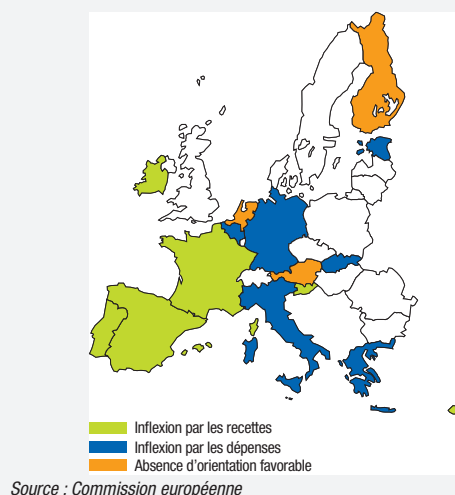 Inflexion par les recettes
Inflexion par les dépenses
Absence d'orientation favorable
Source : Commission européenne